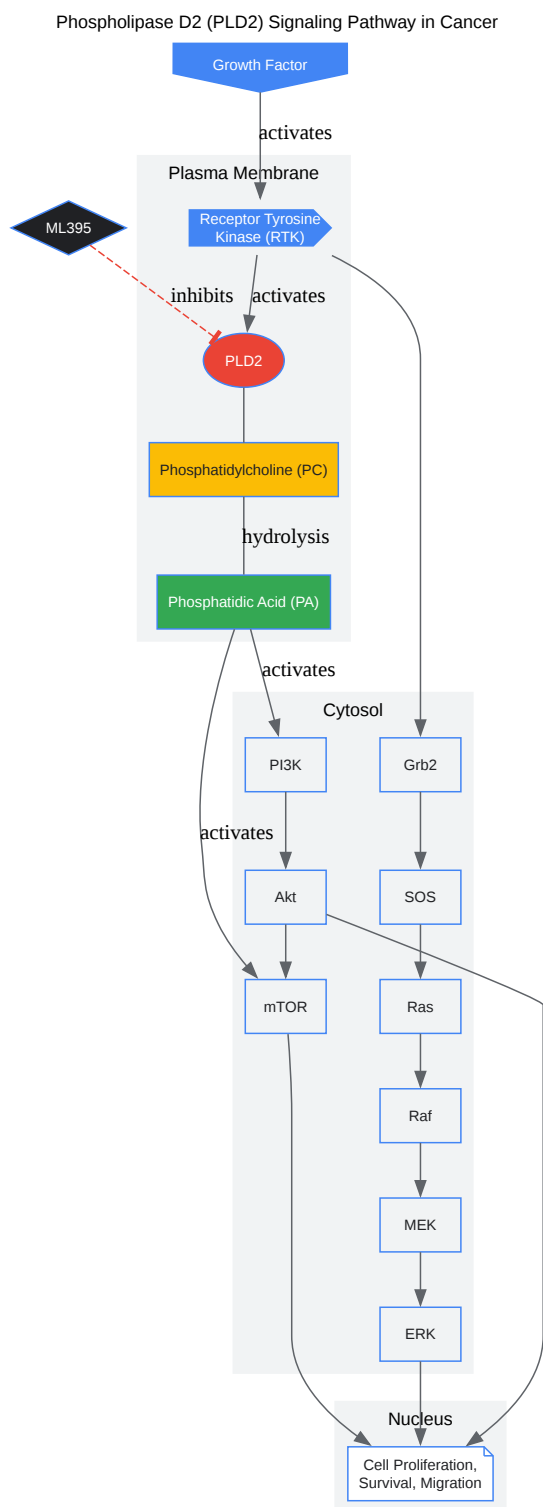 Phospholipase D2 (PLD2) Signaling Pathway in Cancer
Growth Factor
activates
Plasma Membrane
ML395
Receptor Tyrosine
Kinase (RTK)
inhibits
activates
PLD2
Phosphatidylcholine (PC)
hydrolysis
Phosphatidic Acid (PA)
activates
Cytosol
PI3K
Grb2
activates
Akt
SOS
mTOR
Ras
Raf
MEK
ERK
Nucleus
Cell Proliferation,
Survival, Migration